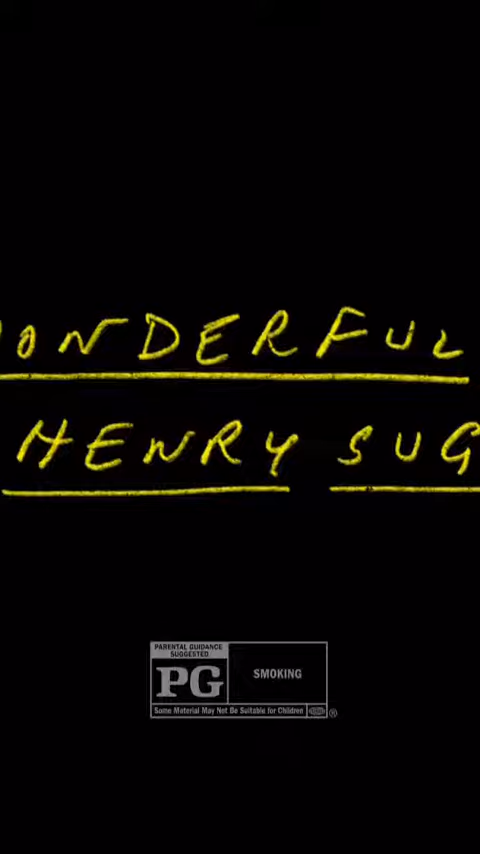 ONDERFUL
HENRY SUG
PARENTAL GUIDANCE
SUGGESTED
PG
SMOKING
Some Material May Not Be Suitable for Children
®